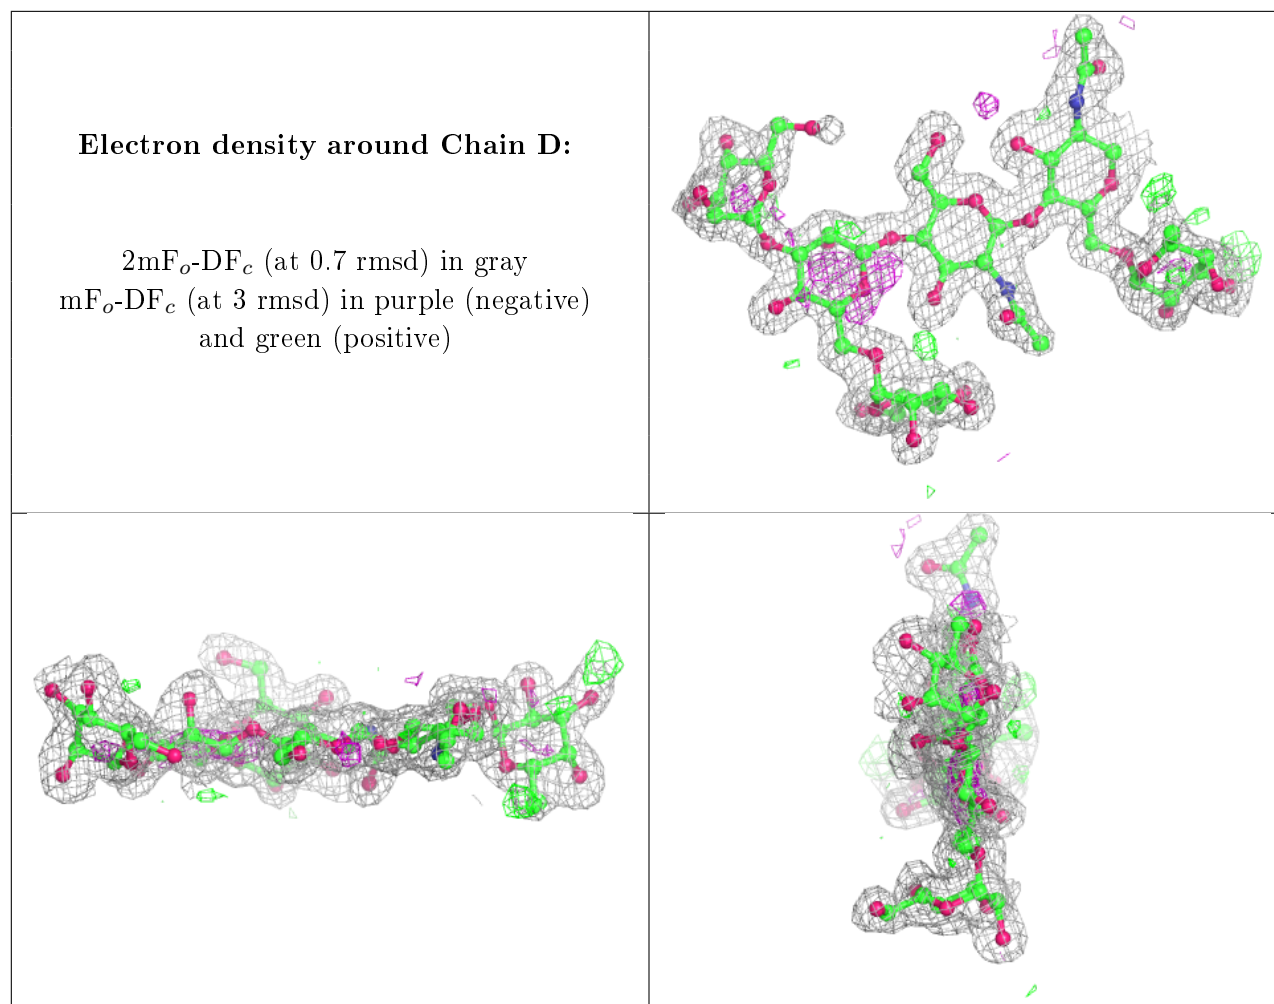 Electron density around Chain D:
2mFₒ-DF𝒸 (at 0.7 rmsd) in gray
mFₒ-DF𝒸 (at 3 rmsd) in purple (negative)
and green (positive)